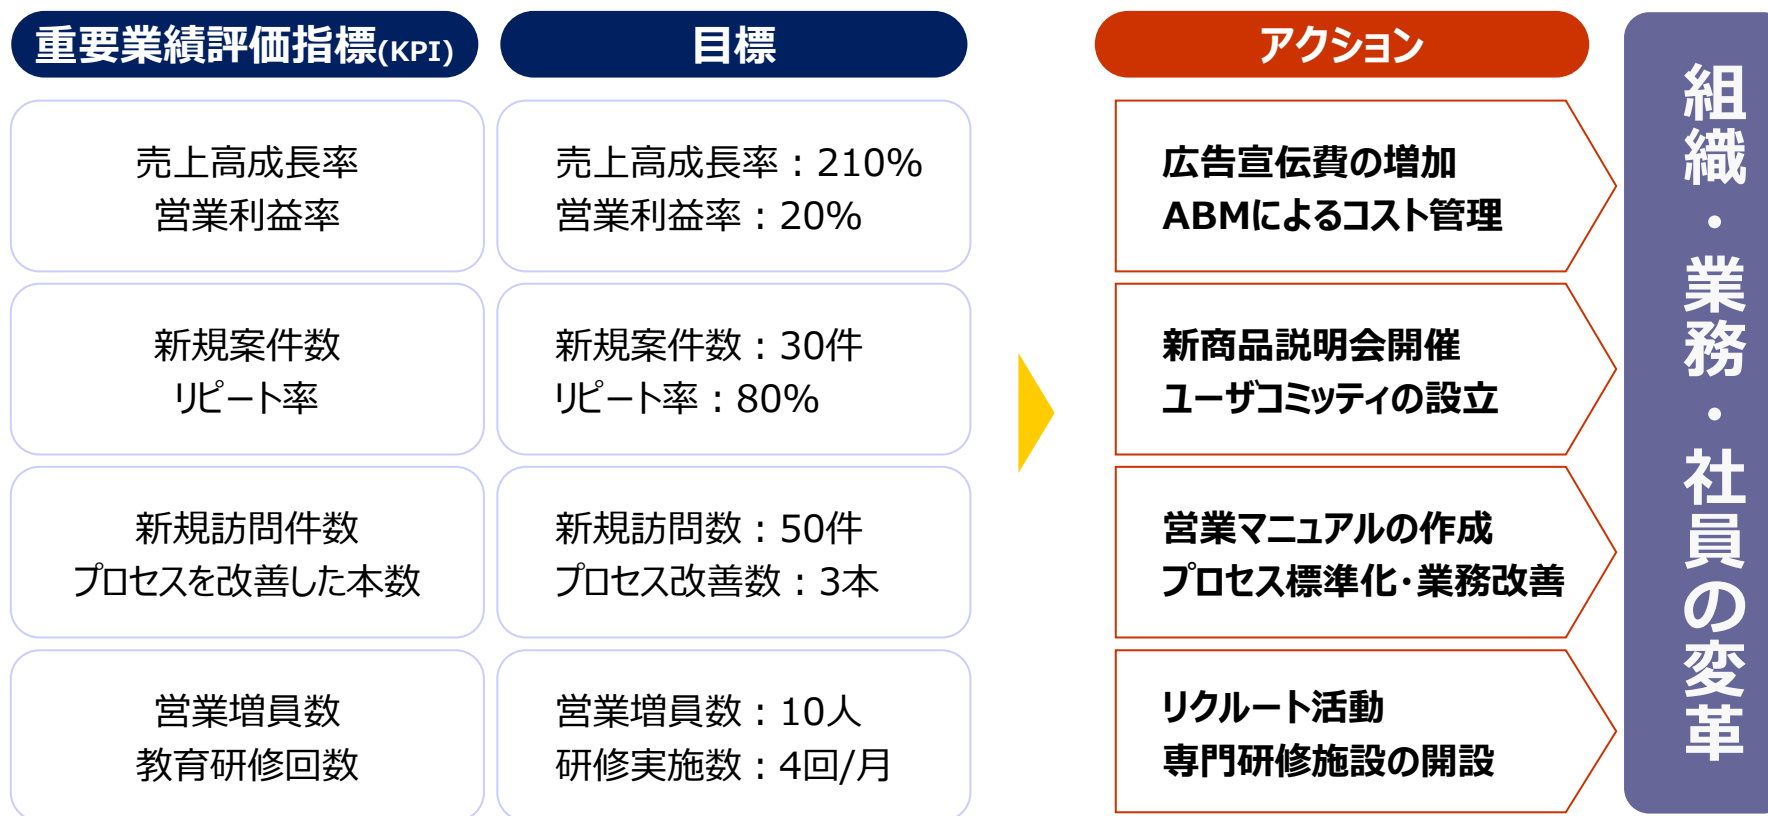 重要業績評価指標(KPI)
目標
アクション
売上高成長率
営業利益率
売上高成長率：210%
営業利益率：20%
広告宣伝費の増加
ABMによるコスト管理
新規案件数
リピート率
新規案件数：30件
リピート率：80%
新商品説明会開催
ユーザコミッティの設立
新規訪問件数
プロセスを改善した本数
新規訪問数：50件
プロセス改善数：3本
営業マニュアルの作成
プロセス標準化・業務改善
営業増員数
教育研修回数
営業増員数：10人
研修実施数：4回/月
リクルート活動
専門研修施設の開設
組織・業務・社員の変革